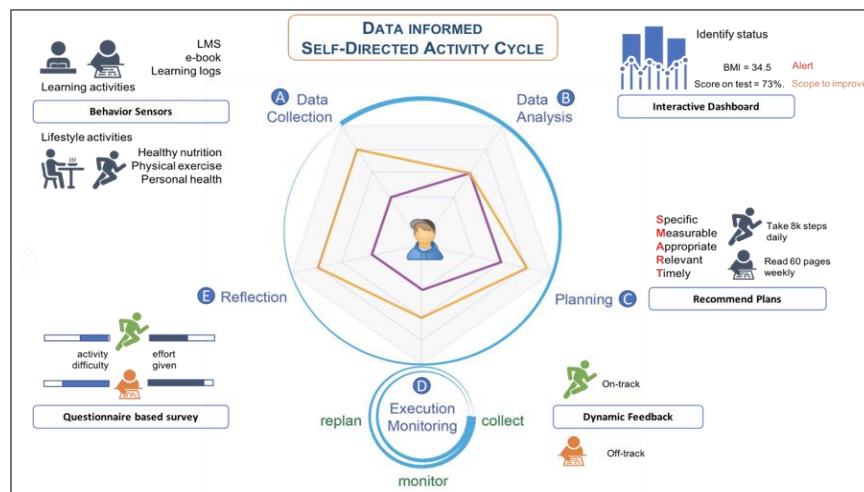 DATA INFORMED
SELF-DIRECTED ACTIVITY CYCLE
LMS
e-book
Learning logs
Learning activities
Behavior Sensors
Lifestyle activities
Healthy nutrition
Physical exercise
Personal health
A Data
Collection
Data B
Analysis
Identify status
BMI = 34.5 Alert
Score on test = 73%. Scope to improve
Interactive Dashboard
Specific
Measurable
Appropriate
Relevant
Timely
Take 8k steps
daily
Read 60 pages
weekly
Planning C
Recommend Plans
E Reflection
activity
difficulty
effort
given
Questionnaire based survey
D
Execution
Monitoring
replan
collect
monitor
On-track
Dynamic Feedback
Off-track